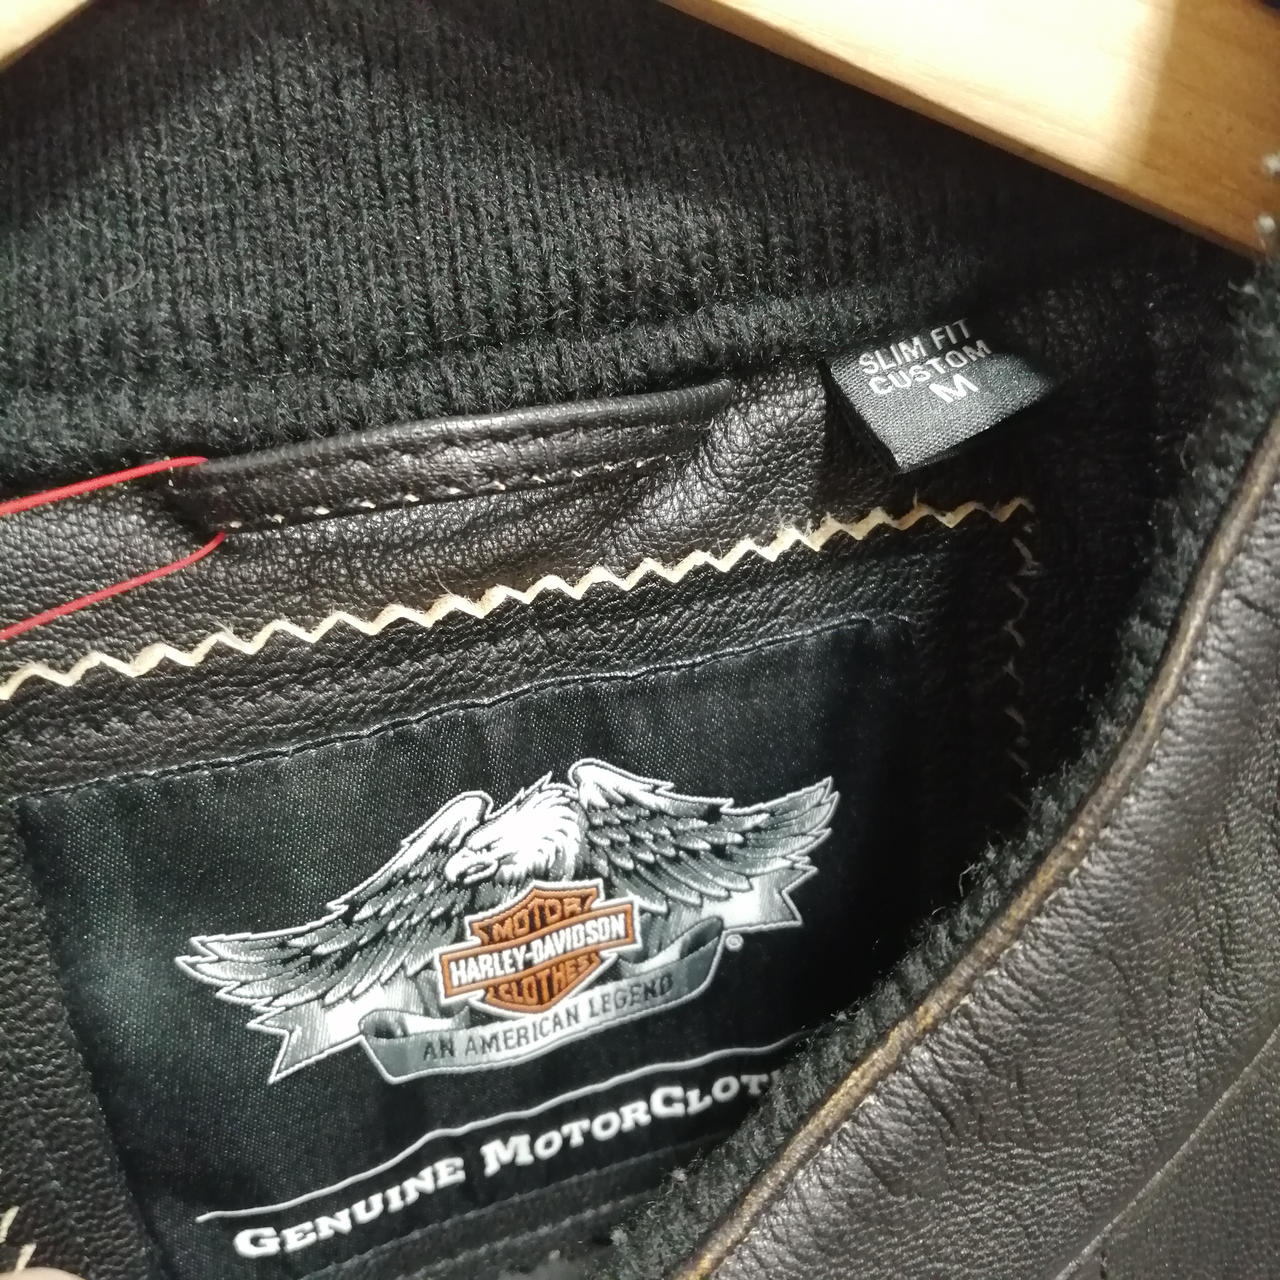 SLIM FIT
CUSTOM
M
MOTOR
HARLEY-DAVIDSON
CLOTHES
®
AN AMERICAN LEGEND
GENUINE MOTORCLOT